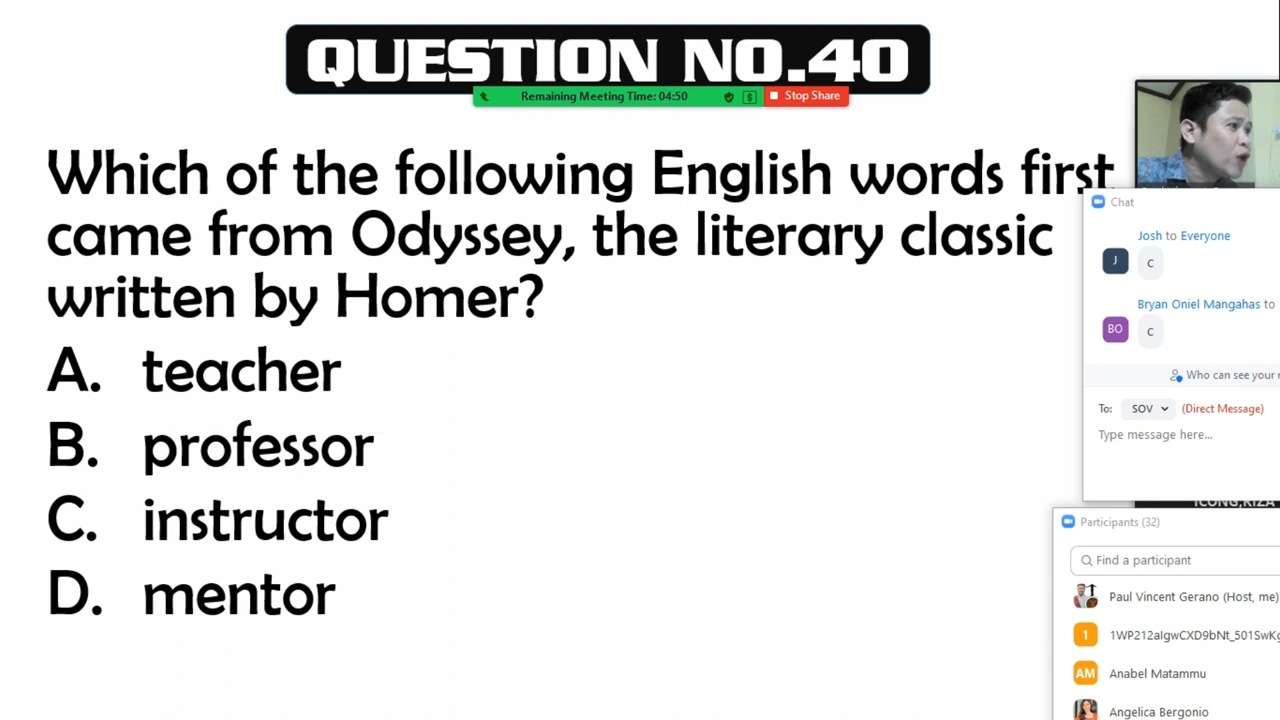 QUESTION NO.40
Remaining Meeting Time: 04:50
$
Stop Share
Which of the following English words first
came from Odyssey, the literary classic
written by Homer?
A. teacher
B. professor
C. instructor
D. mentor
Chat
Josh to Everyone
J
C
Bryan Oniel Mangahas to
BO
C
Who can see your
To: SOV (Direct Message)
Type message here...
Participants (32)
Find a participant
Paul Vincent Gerano (Host, me)
1
AM Anabel Matammu
Angelica Bergonio